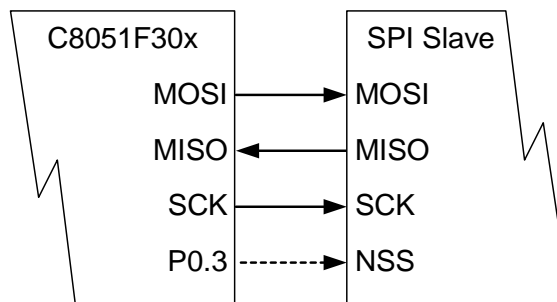 C8051F30x SPI Slave
MOSI MOSI
MISO MISO
SCK SCK
P0.3 NSS